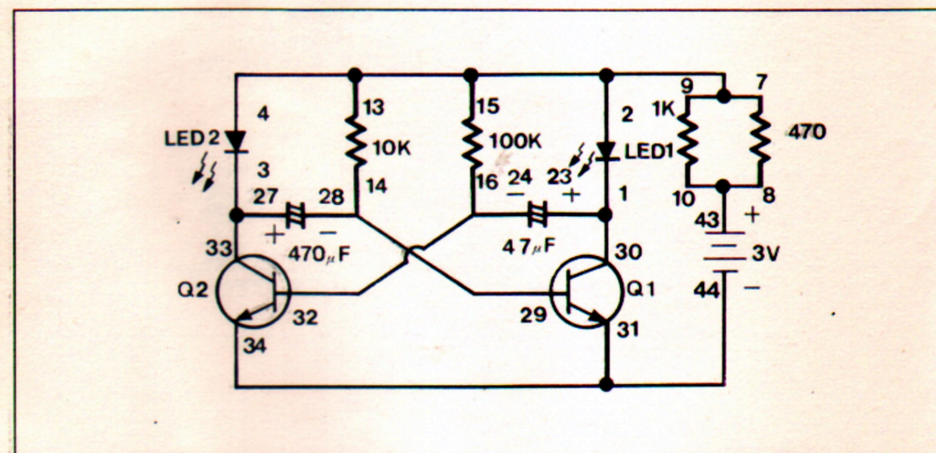 9 7
4 13 15 2 1K
LED 2 10K 100K LED1 470
3 14 16 24 23 1 10 8
27 28 − + 43 +
+ − 470µF 47µF 3V
33 30 44 −
Q2 Q1
32 29 31
34